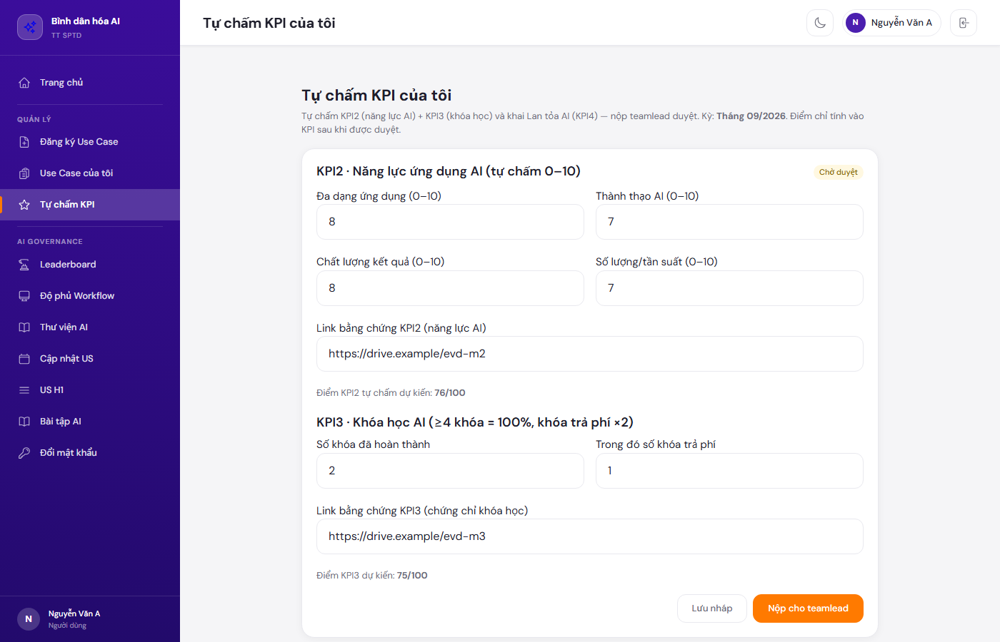 Bình dân hóa AI
TT SPTD
Trang chủ
QUẢN LÝ
Đăng ký Use Case
Use Case của tôi
Tự chấm KPI
AI GOVERNANCE
Leaderboard
Độ phủ Workflow
Thư viện AI
Cập nhật US
US H1
Bài tập AI
Đổi mật khẩu
N
Nguyễn Văn A
Người dùng
Tự chấm KPI của tôi
N
Nguyễn Văn A
Tự chấm KPI của tôi
Tự chấm KPI2 (năng lực AI) + KPI3 (khóa học) và khai Lan tỏa AI (KPI4) — nộp teamlead duyệt. Kỳ: Tháng 09/2026. Điểm chỉ tính vào
KPI sau khi được duyệt.
KPI2 · Năng lực ứng dụng AI (tự chấm 0–10)
Chờ duyệt
Đa dạng ứng dụng (0–10)
Thành thạo AI (0–10)
8
7
Chất lượng kết quả (0–10)
Số lượng/tần suất (0–10)
8
7
Link bằng chứng KPI2 (năng lực AI)
https://drive.example/evd-m2
Điểm KPI2 tự chấm dự kiến: 76/100
KPI3 · Khóa học AI (≥4 khóa = 100%, khóa trả phí ×2)
Số khóa đã hoàn thành
Trong đó số khóa trả phí
2
1
Link bằng chứng KPI3 (chứng chỉ khóa học)
https://drive.example/evd-m3
Điểm KPI3 dự kiến: 75/100
Lưu nháp
Nộp cho teamlead